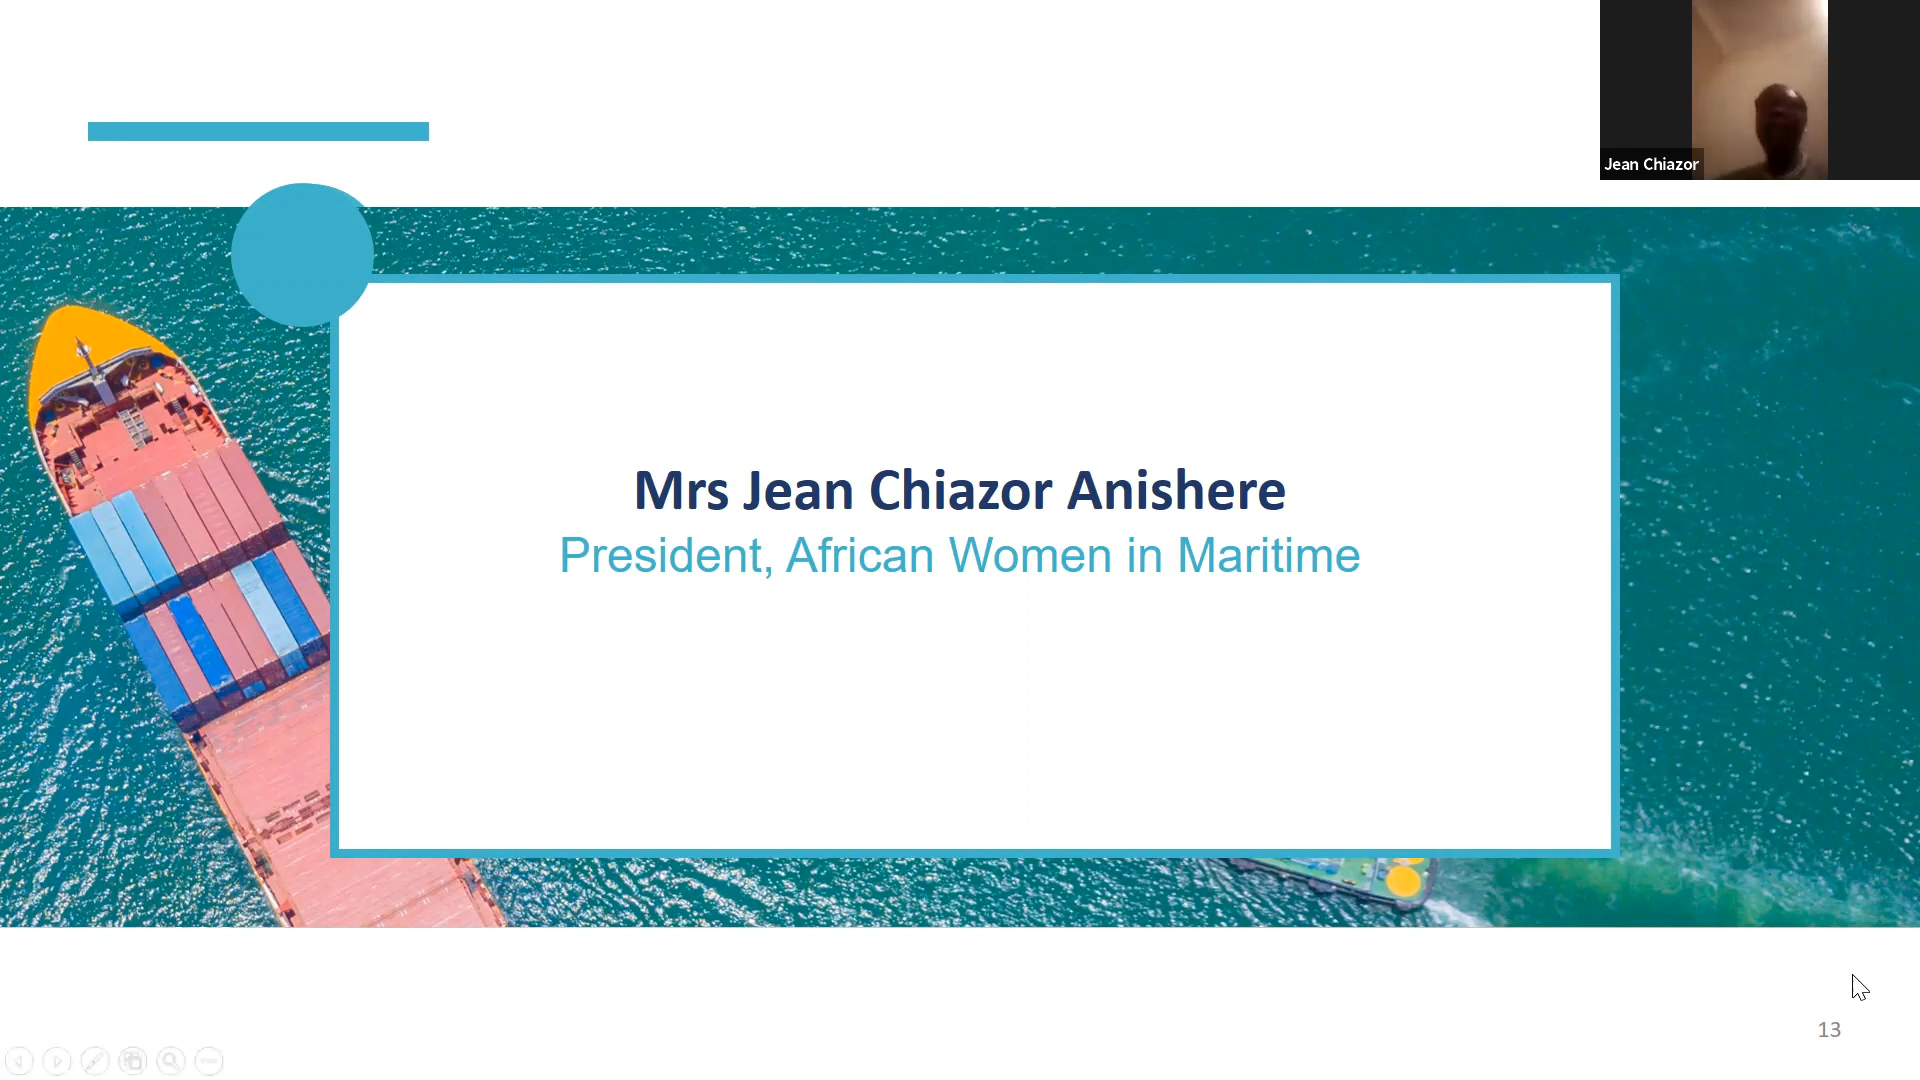 Jean Chiazor
Mrs Jean Chiazor Anishere
President, African Women in Maritime
13